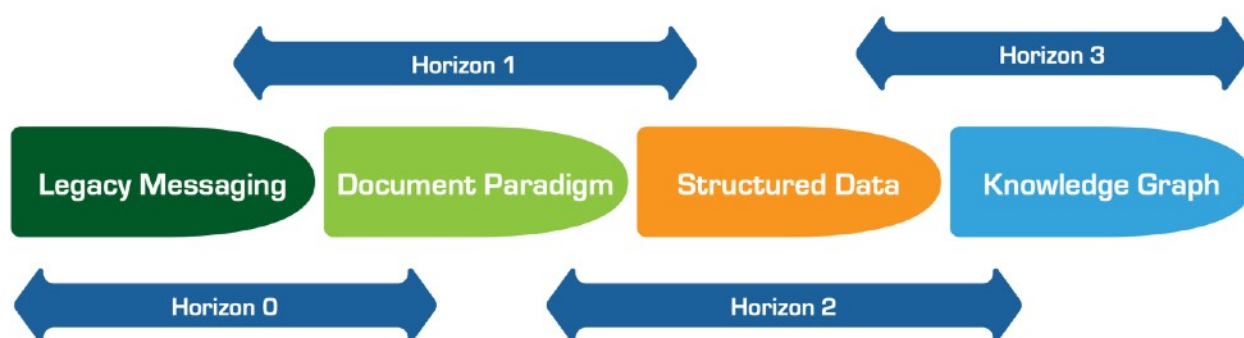 Horizon 1
Horizon 3
Legacy Messaging
Document Paradigm
Structured Data
Knowledge Graph
Horizon 0
Horizon 2